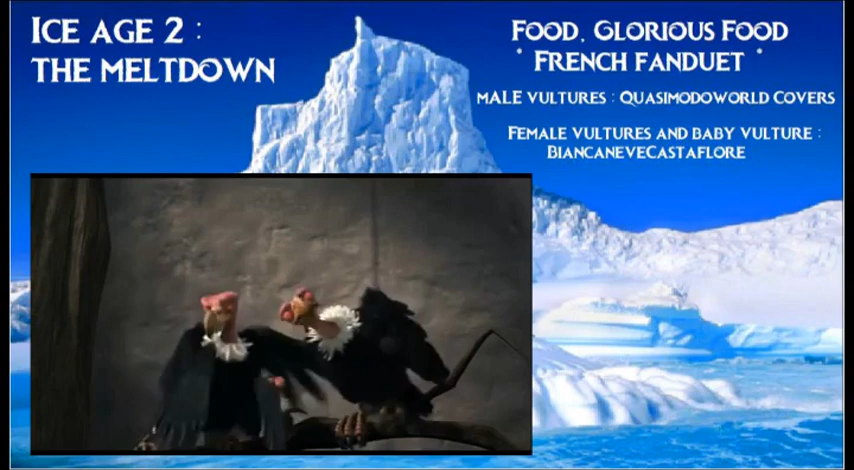 Ice age 2 :
The meltdown
Food, Glorious Food
* French fanduet *
male vultures : Quasimodoworld Covers
Female vultures and baby vulture :
BiancaneveCastaflore